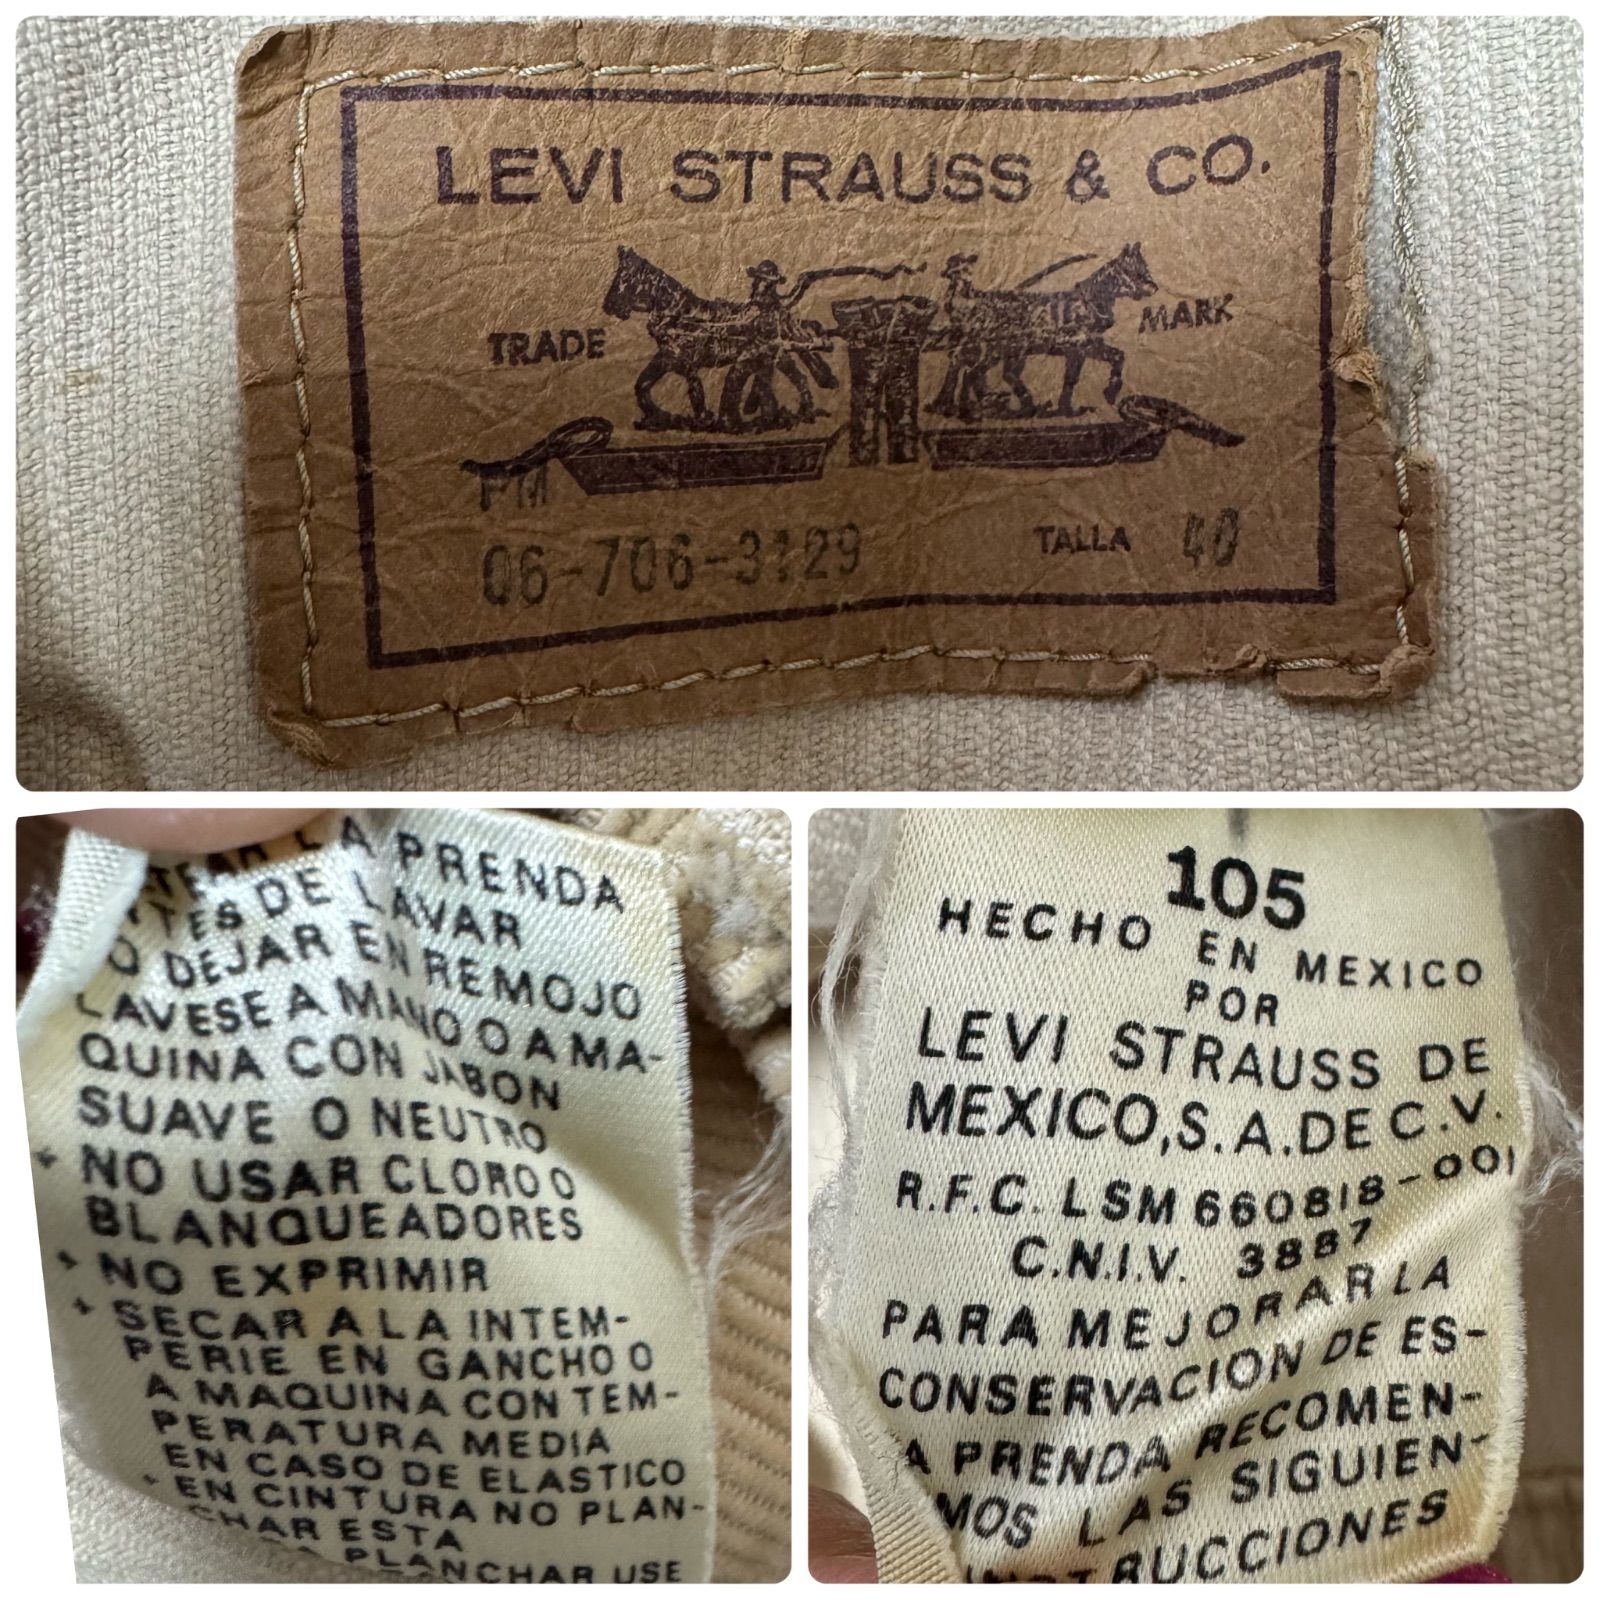 LEVI STRAUSS & CO.
TRADE MARK
PM
06-706-3129 TALLA 40
LA PRENDA
DE LAVAR
O DEJAR EN REMOJO
LAVESE A MANO O A MA-
QUINA CON JABON
SUAVE O NEUTRO
NO USAR CLORO O
BLANQUEADORES
NO EXPRIMIR
SECAR A LA INTEM-
PERIE EN GANCHO O
A MAQUINA CON TEM-
PERATURA MEDIA
EN CASO DE ELASTICO
EN CINTURA NO PLAN-
CHAR ESTA
PLANCHAR USE
105
HECHO EN MEXICO
POR
LEVI STRAUSS DE
MEXICO, S.A. DE C.V.
R.F.C. LSM 660818-001
C.N.I.V. 3887
PARA MEJORAR LA
CONSERVACION DE ES-
A PRENDA RECOMEN-
MOS LAS SIGUIEN-
TRUCCIONES